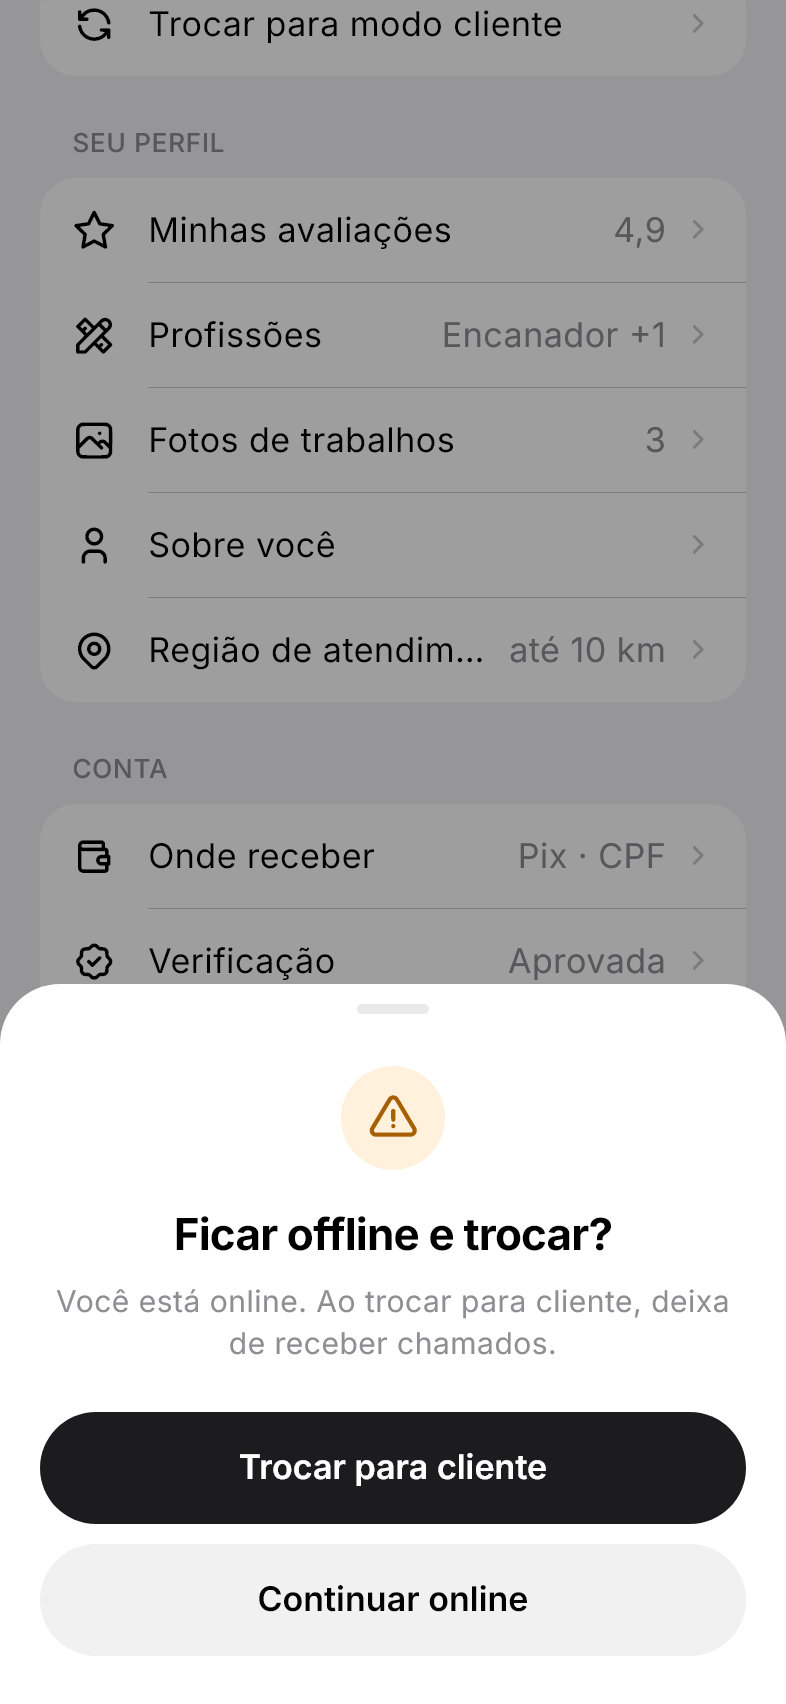 Trocar para modo cliente
SEU PERFIL
Minhas avaliações 4,9
Profissões Encanador +1
Fotos de trabalhos 3
Sobre você
Região de atendim... até 10 km
CONTA
Onde receber Pix · CPF
Verificação Aprovada
Ficar offline e trocar?
Você está online. Ao trocar para cliente, deixa
de receber chamados.
Trocar para cliente
Continuar online